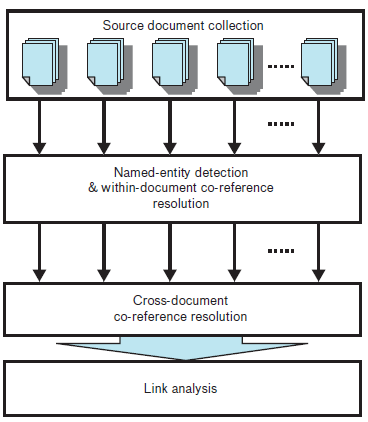 Source document collection
Named-entity detection
& within-document co-reference
resolution
Cross-document
co-reference resolution
Link analysis